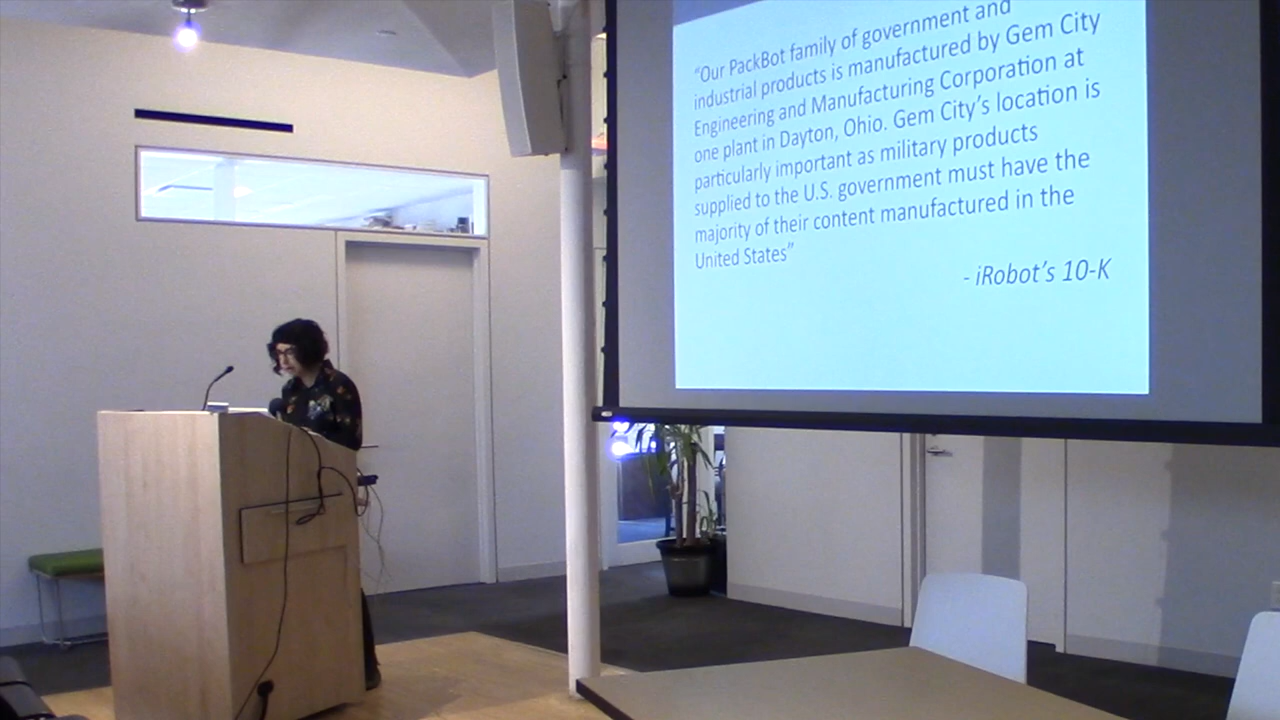 “Our PackBot family of government and
industrial products is manufactured by Gem City
Engineering and Manufacturing Corporation at
one plant in Dayton, Ohio. Gem City’s location is
particularly important as military products
supplied to the U.S. government must have the
majority of their content manufactured in the
United States”
- iRobot’s 10-K